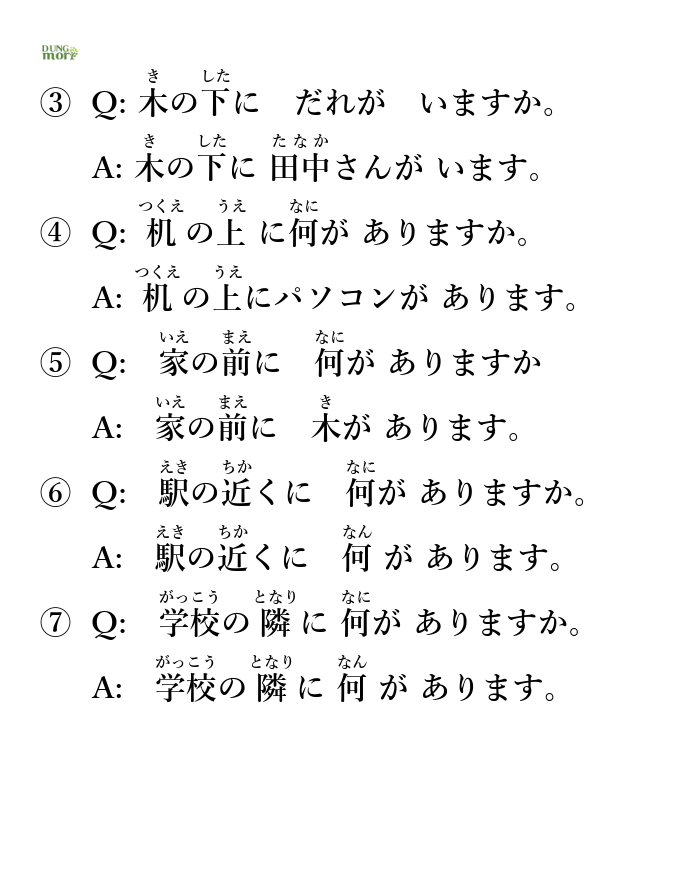 DUNG mori
き した
③ Q: 木の下に だれが いますか。
き した たなか
A: 木の下に 田中さんが います。
つくえ うえ なに
④ Q: 机 の上 に何が ありますか。
つくえ うえ
A: 机 の上にパソコンが あります。
いえ まえ なに
⑤ Q: 家の前に 何が ありますか
いえ まえ き
A: 家の前に 木が あります。
えき ちか なに
⑥ Q: 駅の近くに 何が ありますか。
えき ちか なん
A: 駅の近くに 何 が あります。
がっこう となり なに
⑦ Q: 学校の 隣 に 何が ありますか。
がっこう となり なん
A: 学校の 隣 に 何 が あります。